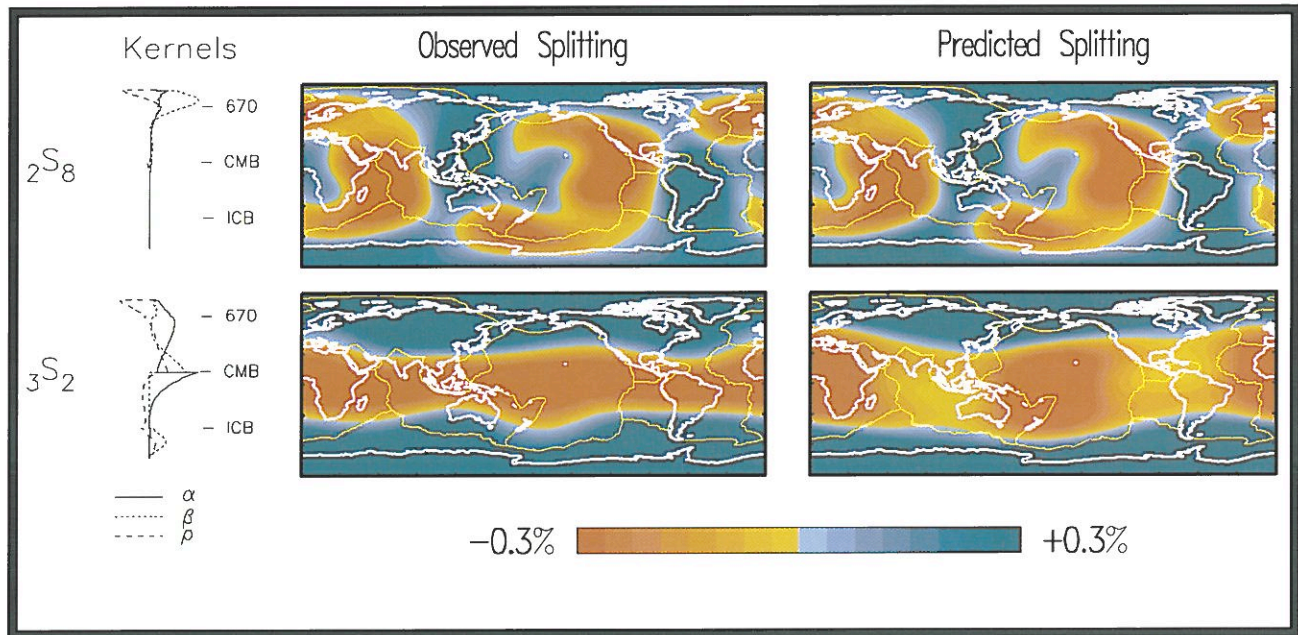 Kernels
Observed Splitting
Predicted Splitting
₂S₈
670
CMB
ICB
₃S₂
670
CMB
ICB
α
β
ρ
-0.3%
+0.3%